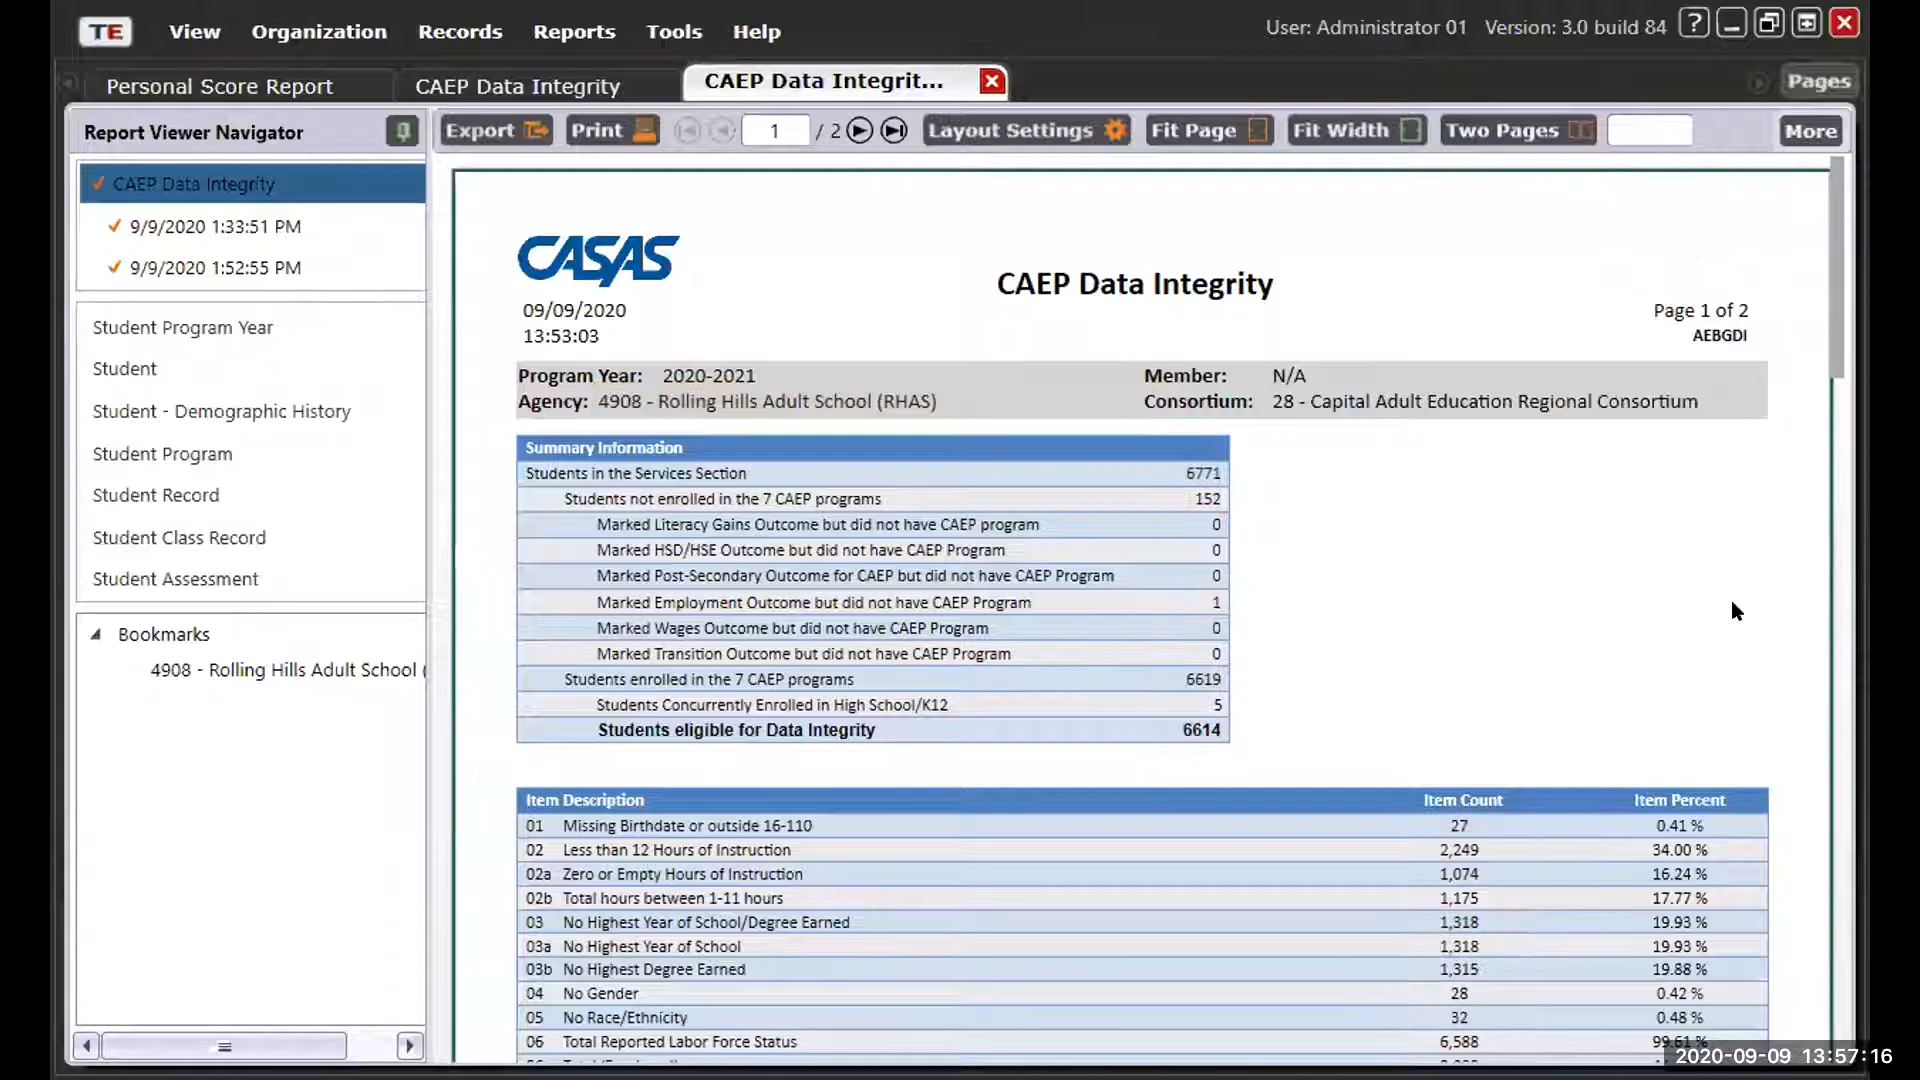 TE View Organization Records Reports Tools Help User: Administrator 01 Version: 3.0 build 84 ?
Personal Score Report CAEP Data Integrity CAEP Data Integrit... Pages
Report Viewer Navigator Export Print 1 / 2 Layout Settings Fit Page Fit Width Two Pages More
CAEP Data Integrity
9/9/2020 1:33:51 PM
9/9/2020 1:52:55 PM
Student Program Year
Student
Student - Demographic History
Student Program
Student Record
Student Class Record
Student Assessment
Bookmarks
4908 - Rolling Hills Adult School (
CASAS
CAEP Data Integrity
09/09/2020 Page 1 of 2
13:53:03 AEBGDI
Program Year: 2020-2021 Member: N/A
Agency: 4908 - Rolling Hills Adult School (RHAS) Consortium: 28 - Capital Adult Education Regional Consortium
Summary Information
Students in the Services Section 6771
Students not enrolled in the 7 CAEP programs 152
Marked Literacy Gains Outcome but did not have CAEP program 0
Marked HSD/HSE Outcome but did not have CAEP Program 0
Marked Post-Secondary Outcome for CAEP but did not have CAEP Program 0
Marked Employment Outcome but did not have CAEP Program 1
Marked Wages Outcome but did not have CAEP Program 0
Marked Transition Outcome but did not have CAEP Program 0
Students enrolled in the 7 CAEP programs 6619
Students Concurrently Enrolled in High School/K12 5
Students eligible for Data Integrity 6614
Item Description Item Count Item Percent
01 Missing Birthdate or outside 16-110 27 0.41 %
02 Less than 12 Hours of Instruction 2,249 34.00 %
02a Zero or Empty Hours of Instruction 1,074 16.24 %
02b Total hours between 1-11 hours 1,175 17.77 %
03 No Highest Year of School/Degree Earned 1,318 19.93 %
03a No Highest Year of School 1,318 19.93 %
03b No Highest Degree Earned 1,315 19.88 %
04 No Gender 28 0.42 %
05 No Race/Ethnicity 32 0.48 %
06 Total Reported Labor Force Status 6,588 99.61 %
2020-09-09 13:57:16